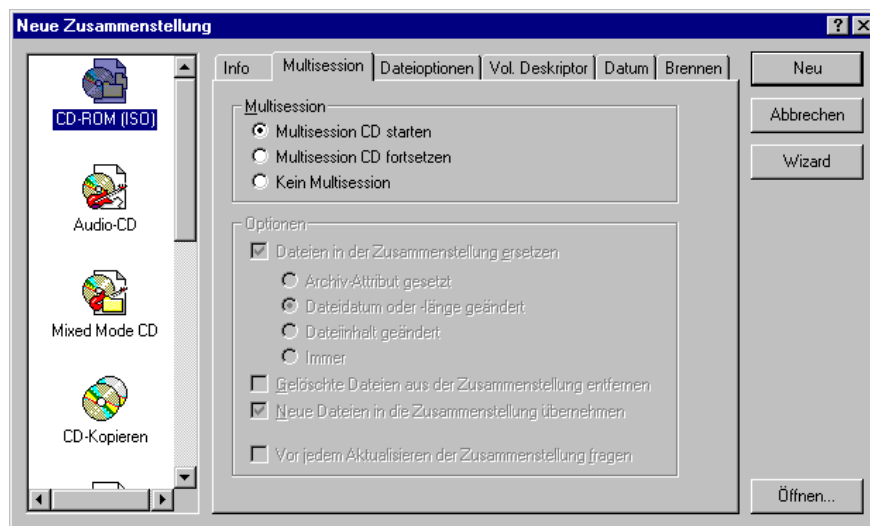 Neue Zusammenstellung
CD-ROM (ISO)
Audio-CD
Mixed Mode CD
CD-Kopieren
Info
Multisession
Dateioptionen
Vol. Deskriptor
Datum
Brennen
Multisession
Multisession CD starten
Multisession CD fortsetzen
Kein Multisession
Optionen
Dateien in der Zusammenstellung ersetzen
Archiv-Attribut gesetzt
Dateidatum oder -länge geändert
Dateiinhalt geändert
Immer
Gelöschte Dateien aus der Zusammenstellung entfernen
Neue Dateien in die Zusammenstellung übernehmen
Vor jedem Aktualisieren der Zusammenstellung fragen
Neu
Abbrechen
Wizard
Öffnen...